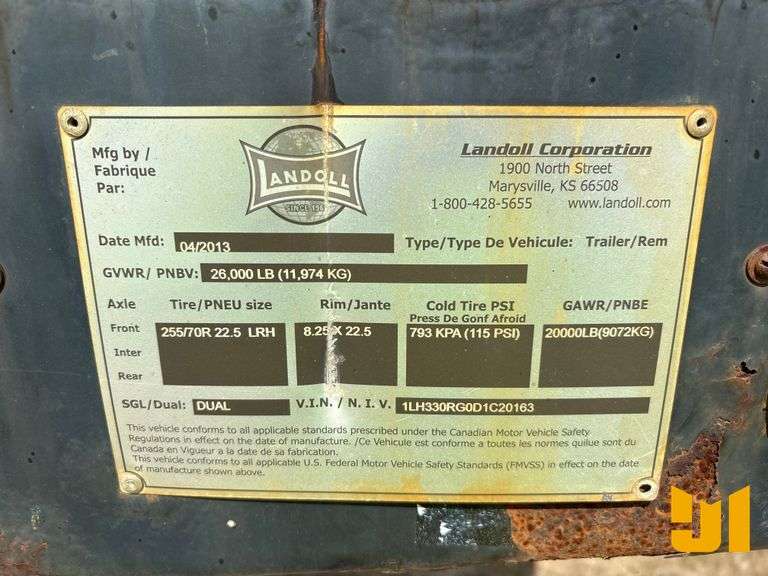 Mfg by /
Fabrique
Par:
LANDOLL
Landoll Corporation
1900 North Street
Marysville, KS 66508
1-800-428-5655 www.landoll.com
Date Mfd: 04/2013 Type/Type De Vehicule: Trailer/Rem
GVWR/ PNBV: 26,000 LB (11,974 KG)
Axle Tire/PNEU size Rim/Jante Cold Tire PSI GAWR/PNBE
Press De Gonf Afroid
Front 255/70R 22.5 LRH 8.25 X 22.5 793 KPA (115 PSI) 20000LB(9072KG)
Inter
Rear
SGL/Dual: DUAL V.I.N. / N. I. V. 1LH330RG0D1C20163
This vehicle conforms to all applicable standards prescribed under the Canadian Motor Vehicle Safety
Regulations in effect on the date of manufacture. /Ce Vehicule est conforme a toutes les normes quilue sont du
Canada en Vigueur a la date de sa fabrication.
This vehicle conforms to all applicable U.S. Federal Motor Vehicle Safety Standards (FMVSS) in effect on the date
of manufacture shown above.